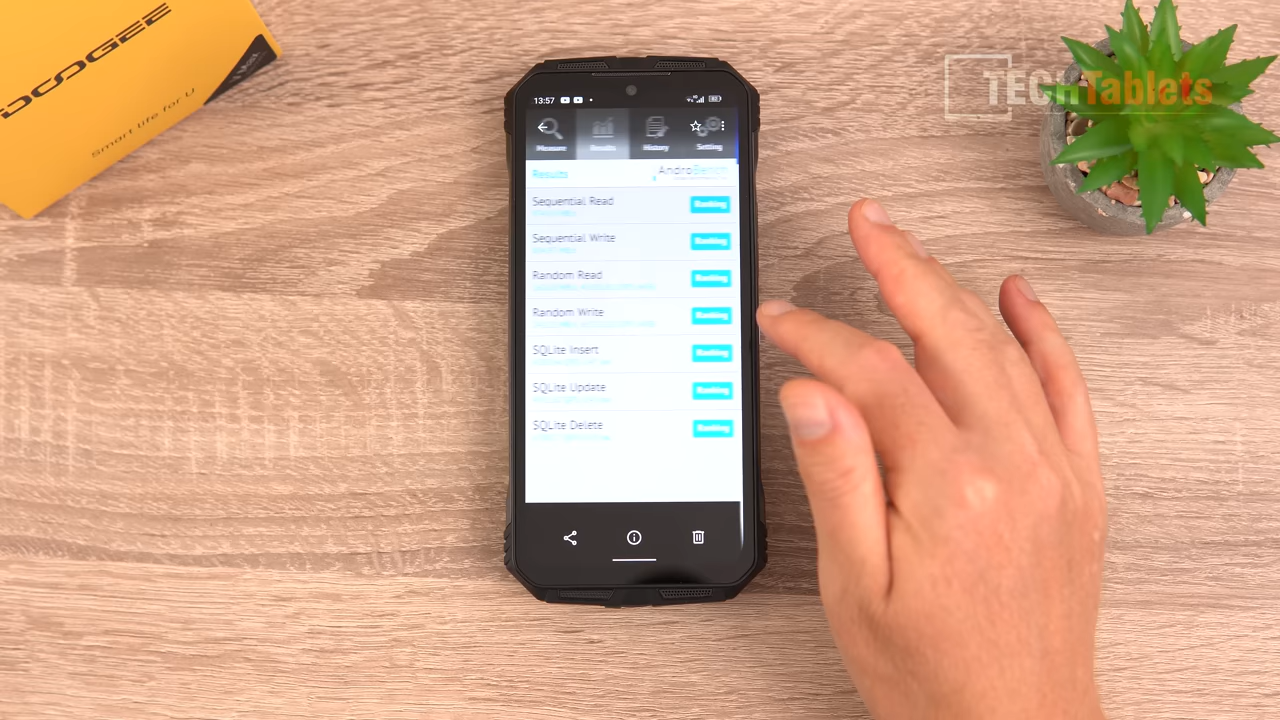 DOOGEE
Smart life for U
TECHTablets
13:57
Measure
Results
History
Setting
Results
AndroBench
Sequential Read
Ranking
Sequential Write
Ranking
Random Read
Ranking
Random Write
Ranking
SQLite Insert
Ranking
SQLite Update
Ranking
SQLite Delete
Ranking